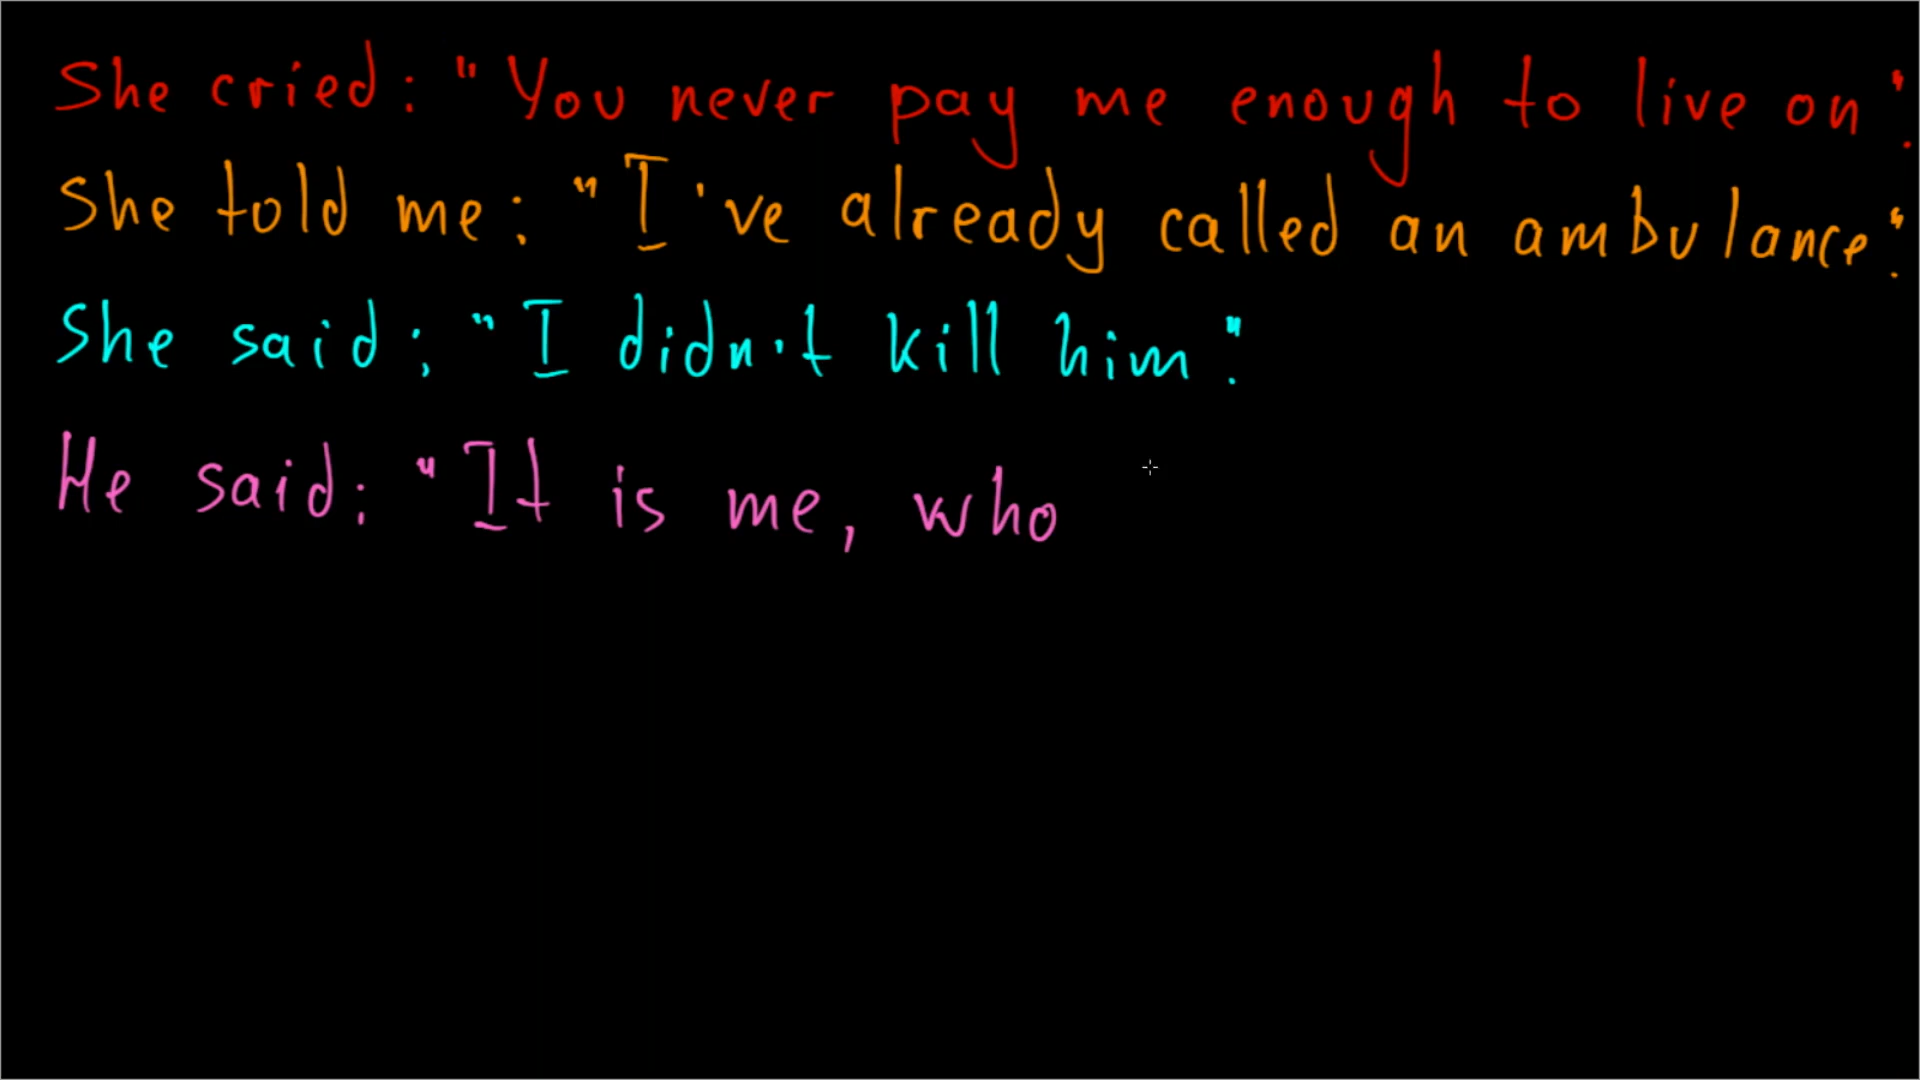 She cried: "You never pay me enough to live on".
She told me: "I've already called an ambulance".
She said: "I didn't kill him".
He said: "It is me, who